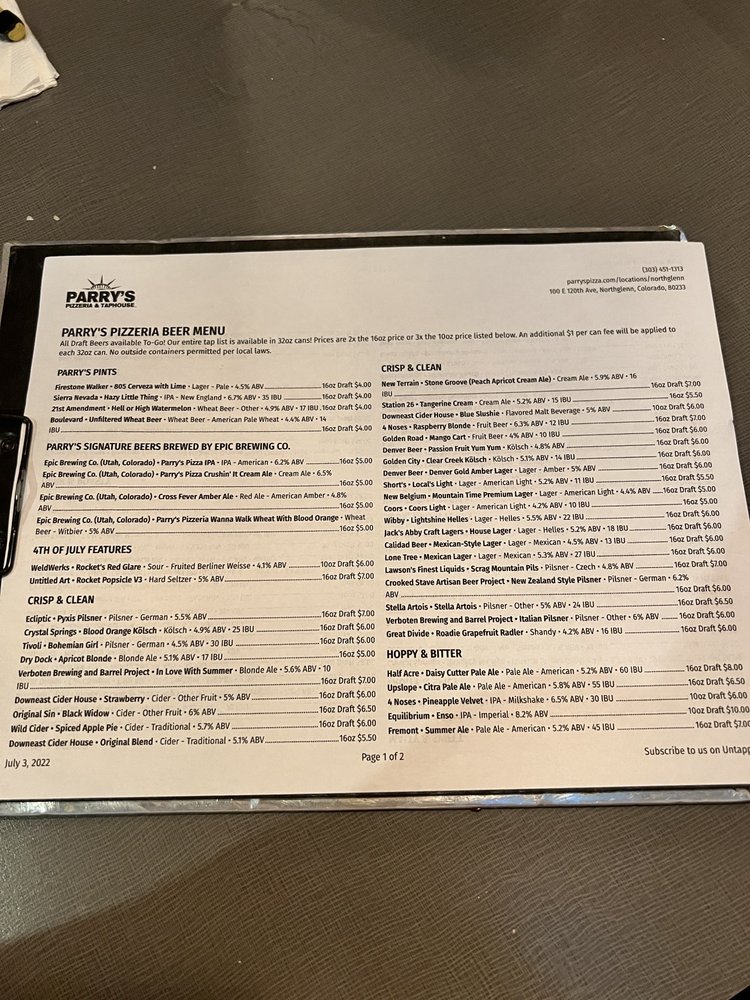 PARRY'S
PIZZERIA & TAPHOUSE
(303) 451-1313
parryspizza.com/locations/northglenn
100 E 120th Ave, Northglenn, Colorado, 80233
PARRY'S PIZZERIA BEER MENU
All Draft Beers available To-Go! Our entire tap list is available in 32oz cans! Prices are 2x the 16oz price or 3x the 10oz price listed below. An additional $1 per can fee will be applied to
each 32oz can. No outside containers permitted per local laws.
PARRY'S PINTS
Firestone Walker • 805 Cerveza with Lime • Lager - Pale • 4.5% ABV 16oz Draft $4.00
Sierra Nevada • Hazy Little Thing • IPA - New England • 6.7% ABV • 35 IBU 16oz Draft $4.00
21st Amendment • Hell or High Watermelon • Wheat Beer - Other • 4.9% ABV • 17 IBU 16oz Draft $4.00
Boulevard • Unfiltered Wheat Beer • Wheat Beer - American Pale Wheat • 4.4% ABV • 14
IBU 16oz Draft $4.00
PARRY'S SIGNATURE BEERS BREWED BY EPIC BREWING CO.
Epic Brewing Co. (Utah, Colorado) • Parry's Pizza IPA • IPA - American • 6.2% ABV 16oz $5.00
Epic Brewing Co. (Utah, Colorado) • Parry's Pizza Crushin' It Cream Ale • Cream Ale • 6.5%
ABV 16oz $5.00
Epic Brewing Co. (Utah, Colorado) • Cross Fever Amber Ale • Red Ale - American Amber • 4.8%
ABV 16oz $5.00
Epic Brewing Co. (Utah, Colorado) • Parry's Pizzeria Wanna Walk Wheat With Blood Orange • Wheat
Beer - Witbier • 5% ABV 16oz $5.00
4TH OF JULY FEATURES
WeldWerks • Rocket's Red Glare • Sour - Fruited Berliner Weisse • 4.1% ABV 10oz Draft $6.00
Untitled Art • Rocket Popsicle V3 • Hard Seltzer • 5% ABV 16oz Draft $7.00
CRISP & CLEAN
Ecliptic • Pyxis Pilsner • Pilsner - German • 5.5% ABV 16oz Draft $7.00
Crystal Springs • Blood Orange Kölsch • Kölsch • 4.9% ABV • 25 IBU 16oz Draft $6.00
Tivoli • Bohemian Girl • Pilsner - German • 4.5% ABV • 30 IBU 16oz Draft $6.00
Dry Dock • Apricot Blonde • Blonde Ale • 5.1% ABV • 17 IBU 16oz Draft $5.00
Verboten Brewing and Barrel Project • In Love With Summer • Blonde Ale • 5.6% ABV • 10
IBU 16oz Draft $7.00
Downeast Cider House • Strawberry • Cider - Other Fruit • 5% ABV 16oz Draft $6.00
Original Sin • Black Widow • Cider - Other Fruit • 6% ABV 16oz Draft $6.50
Wild Cider • Spiced Apple Pie • Cider - Traditional • 5.7% ABV 16oz Draft $6.00
Downeast Cider House • Original Blend • Cider - Traditional • 5.1% ABV 16oz $5.50
CRISP & CLEAN
New Terrain • Stone Groove (Peach Apricot Cream Ale) • Cream Ale • 5.9% ABV • 16
IBU 16oz Draft $7.00
Station 26 • Tangerine Cream • Cream Ale • 5.2% ABV • 15 IBU 16oz $5.50
Downeast Cider House • Blue Slushie • Flavored Malt Beverage • 5% ABV 10oz Draft $6.00
4 Noses • Raspberry Blonde • Fruit Beer • 6.3% ABV • 12 IBU 16oz Draft $7.00
Golden Road • Mango Cart • Fruit Beer • 4% ABV • 10 IBU 16oz Draft $6.00
Denver Beer • Passion Fruit Yum Yum • Kölsch • 4.8% ABV 16oz Draft $6.00
Golden City • Clear Creek Kölsch • Kölsch • 5.1% ABV • 14 IBU 16oz Draft $6.00
Denver Beer • Denver Gold Amber Lager • Lager - Amber • 5% ABV 16oz Draft $6.00
Short's • Local's Light • Lager - American Light • 5.2% ABV • 11 IBU 16oz Draft $6.00
New Belgium • Mountain Time Premium Lager • Lager - American Light • 4.4% ABV 16oz $5.50
Coors • Coors Light • Lager - American Light • 4.2% ABV • 10 IBU 16oz Draft $5.00
Wibby • Lightshine Helles • Lager - Helles • 5.5% ABV • 22 IBU 16oz Draft $6.00
Jack's Abby Craft Lagers • House Lager • Lager - Helles • 5.2% ABV • 18 IBU 16oz Draft $6.00
Calidad Beer • Mexican-Style Lager • Lager - Mexican • 4.5% ABV • 13 IBU 16oz Draft $6.00
Lone Tree • Mexican Lager • Lager - Mexican • 5.3% ABV • 27 IBU 16oz Draft $6.00
Lawson's Finest Liquids • Scrag Mountain Pils • Pilsner - Czech • 4.8% ABV 16oz Draft $7.00
Crooked Stave Artisan Beer Project • New Zealand Style Pilsner • Pilsner - German • 6.2%
ABV 16oz Draft $6.00
Stella Artois • Stella Artois • Pilsner - Other • 5% ABV • 24 IBU 16oz Draft $6.50
Verboten Brewing and Barrel Project • Italian Pilsner • Pilsner - Other • 6% ABV 16oz Draft $6.00
Great Divide • Roadie Grapefruit Radler • Shandy • 4.2% ABV • 16 IBU 16oz Draft $6.00
HOPPY & BITTER
Half Acre • Daisy Cutter Pale Ale • Pale Ale - American • 5.2% ABV • 60 IBU 16oz Draft $8.00
Upslope • Citra Pale Ale • Pale Ale - American • 5.8% ABV • 55 IBU 16oz Draft $6.50
4 Noses • Pineapple Velvet • IPA - Milkshake • 6.5% ABV • 30 IBU 10oz Draft $6.00
Equilibrium • Enso • IPA - Imperial • 8.2% ABV 10oz Draft $10.00
Fremont • Summer Ale • Pale Ale - American • 5.2% ABV • 45 IBU 16oz Draft $7.00
July 3, 2022
Page 1 of 2
Subscribe to us on Untapp